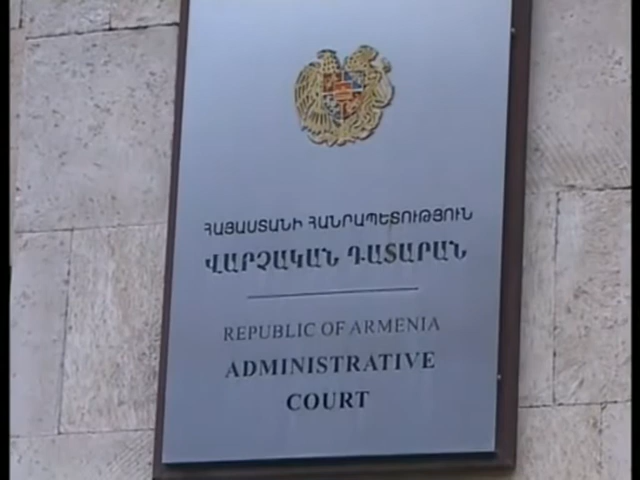 ՀԱՅԱՍՏԱՆԻ ՀԱՆՐԱՊԵՏՈՒԹՅՈՒՆ
ՎԱՐՉԱԿԱՆ ԴԱՏԱՐԱՆ
REPUBLIC OF ARMENIA
ADMINISTRATIVE
COURT